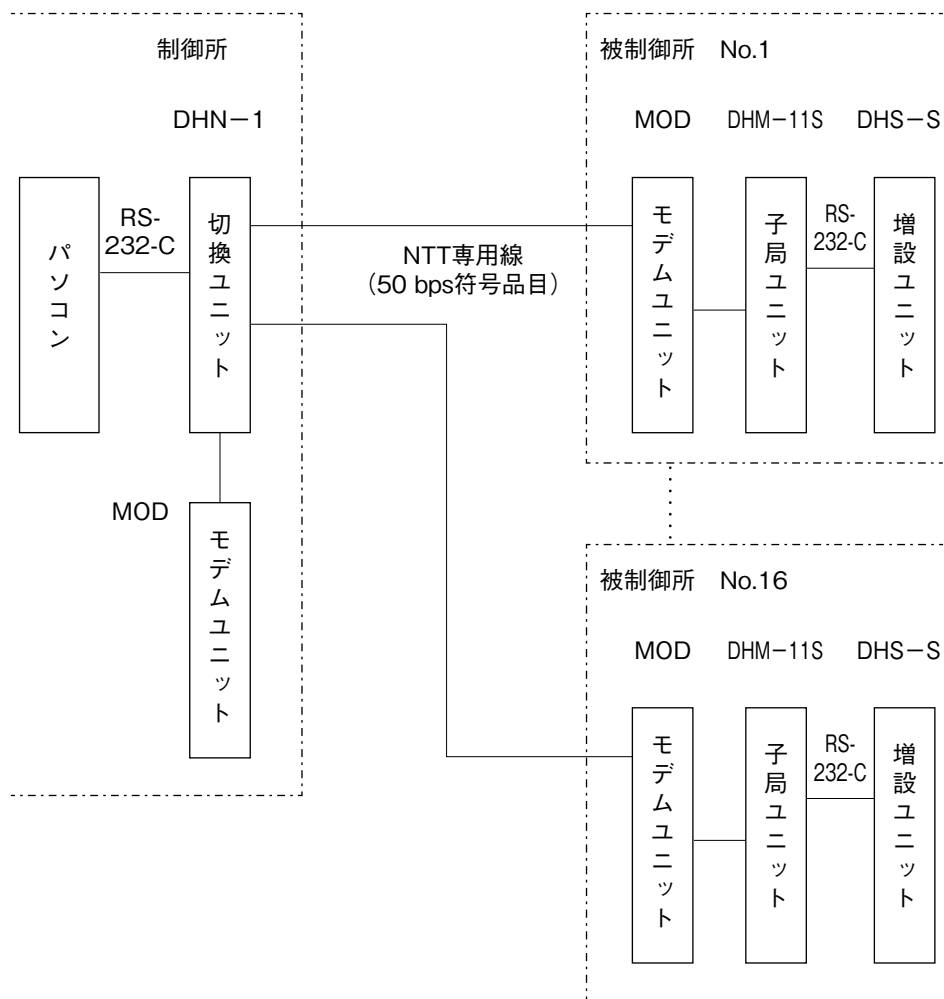 制御所
DHN－1
パソコン
RS-
232-C
切換ユニット
MOD
モデムユニット
NTT専用線
（50 bps符号品目）
被制御所　No.1
MOD　DHM－11S　DHS－S
モデムユニット
子局ユニット
RS-
232-C
増設ユニット
被制御所　No.16
MOD　DHM－11S　DHS－S
モデムユニット
子局ユニット
RS-
232-C
増設ユニット